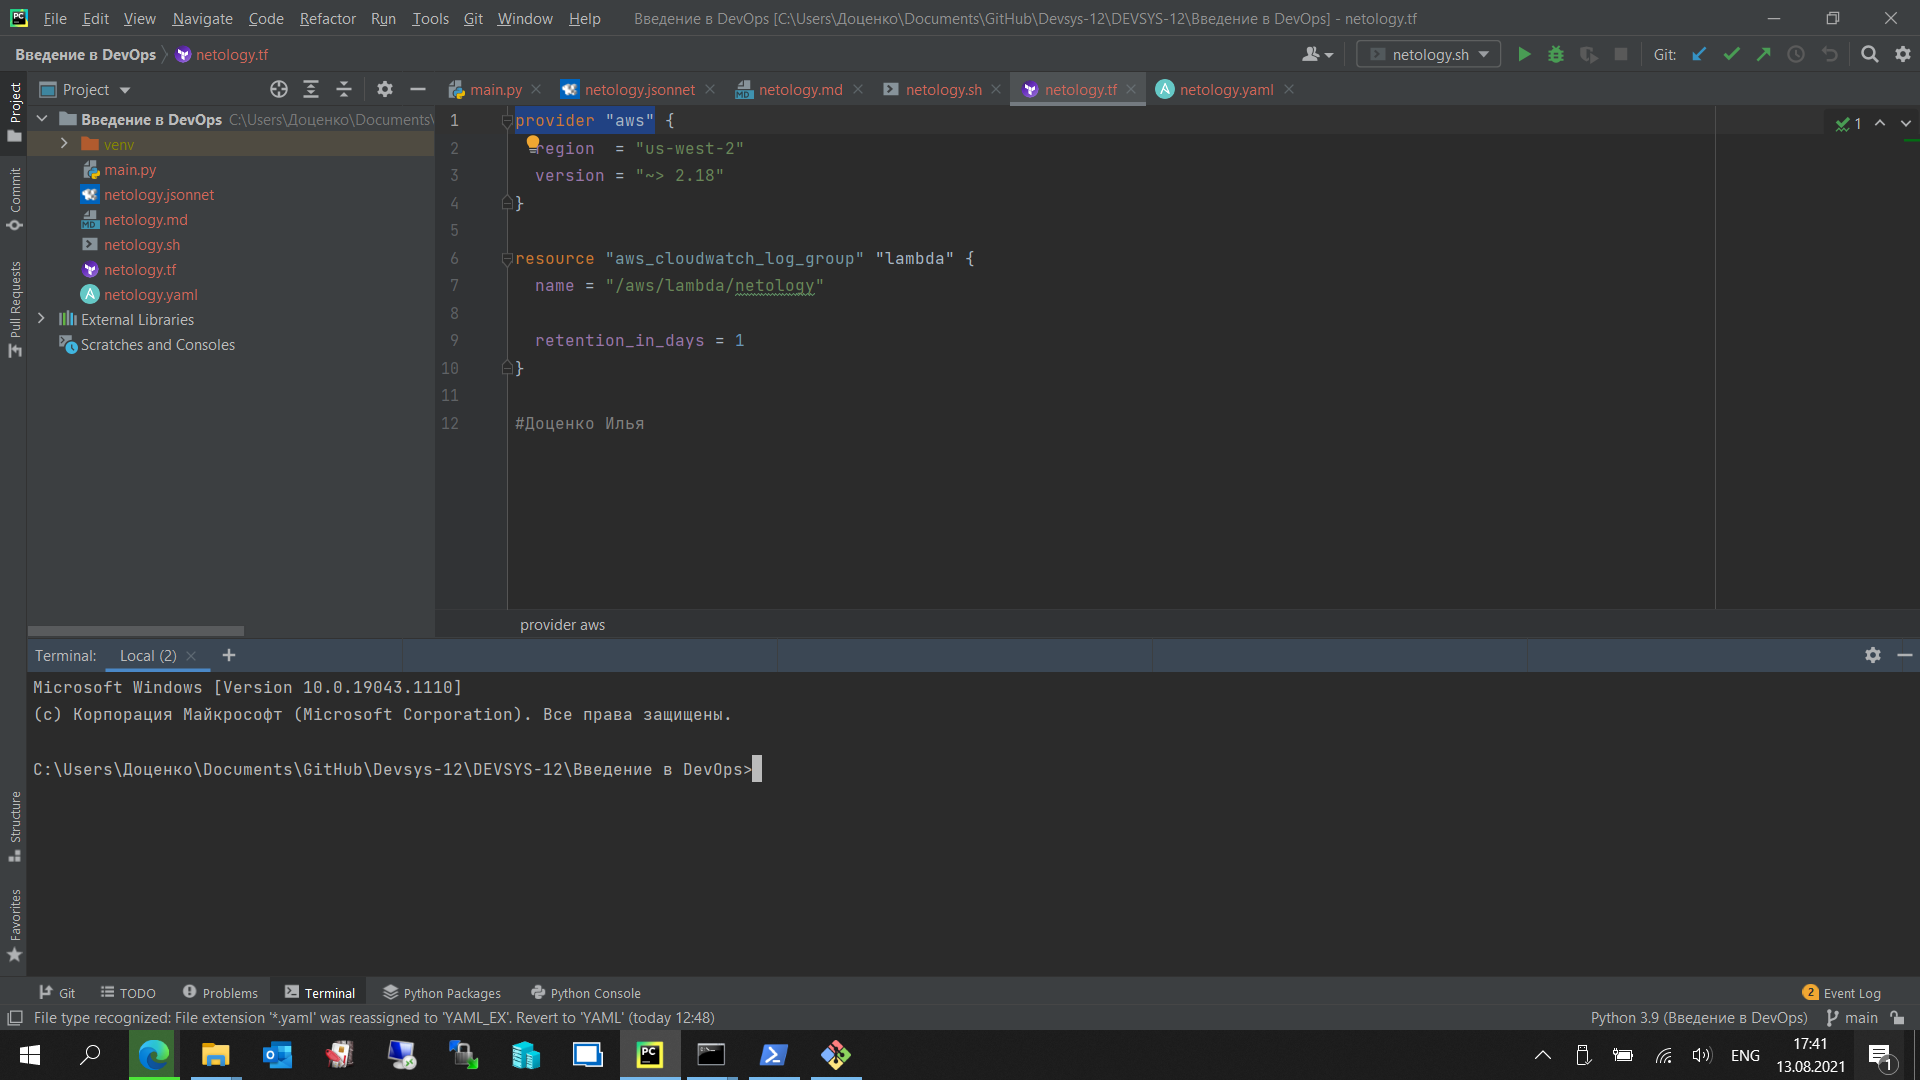 File Edit View Navigate Code Refactor Run Tools Git Window Help Введение в DevOps [C:\Users\Доценко\Documents\GitHub\Devsys-12\DEVSYS-12\Введение в DevOps] - netology.tf
Введение в DevOps netology.tf netology.sh Git:
Project main.py netology.jsonnet netology.md netology.sh netology.tf netology.yaml
Введение в DevOps C:\Users\Доценко\Documents\
venv
main.py
netology.jsonnet
netology.md
netology.sh
netology.tf
netology.yaml
External Libraries
Scratches and Consoles
Project
Commit
Pull Requests
Structure
Favorites
1 provider "aws" {
2 region = "us-west-2"
3 version = "~> 2.18"
4 }
5
6 resource "aws_cloudwatch_log_group" "lambda" {
7 name = "/aws/lambda/netology"
8
9 retention_in_days = 1
10 }
11
12 #Доценко Илья
1
provider aws
Terminal: Local (2)
Microsoft Windows [Version 10.0.19043.1110]
(c) Корпорация Майкрософт (Microsoft Corporation). Все права защищены.
C:\Users\Доценко\Documents\GitHub\Devsys-12\DEVSYS-12\Введение в DevOps>
Git TODO Problems Terminal Python Packages Python Console 2 Event Log
File type recognized: File extension '*.yaml' was reassigned to 'YAML_EX'. Revert to 'YAML' (today 12:48) Python 3.9 (Введение в DevOps) main
ENG 17:41
13.08.2021
1